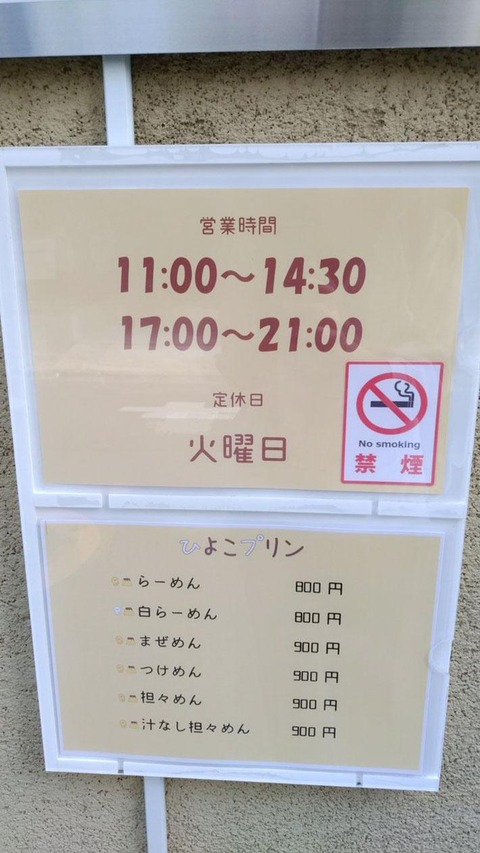 営業時間
11:00～14:30
17:00～21:00
定休日
火曜日
No smoking
禁煙
ひよこプリン
らーめん 800円
白らーめん 800円
まぜめん 900円
つけめん 900円
担々めん 900円
汁なし担々めん 900円